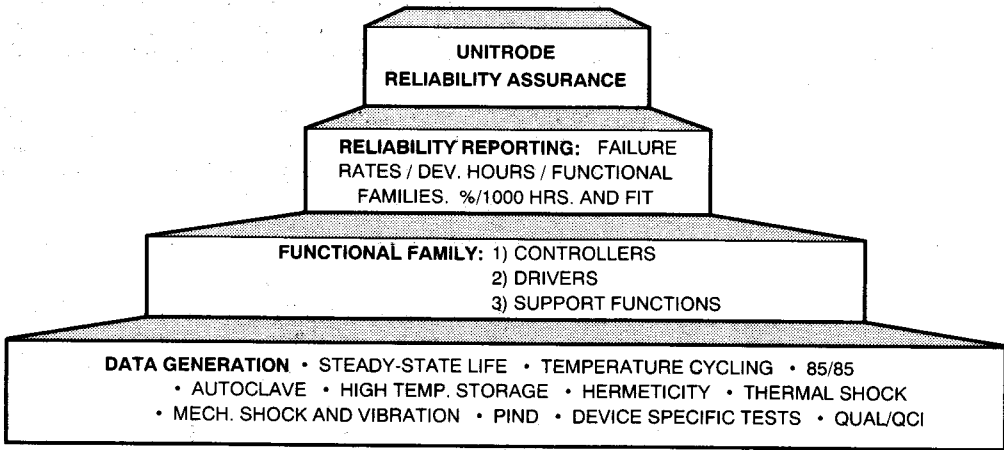 UNITRODE
RELIABILITY ASSURANCE
RELIABILITY REPORTING: FAILURE
RATES / DEV. HOURS / FUNCTIONAL
FAMILIES. %/1000 HRS. AND FIT
FUNCTIONAL FAMILY: 1) CONTROLLERS
2) DRIVERS
3) SUPPORT FUNCTIONS
DATA GENERATION • STEADY-STATE LIFE • TEMPERATURE CYCLING • 85/85
• AUTOCLAVE • HIGH TEMP. STORAGE • HERMETICITY • THERMAL SHOCK
• MECH. SHOCK AND VIBRATION • PIND • DEVICE SPECIFIC TESTS • QUAL/QCI